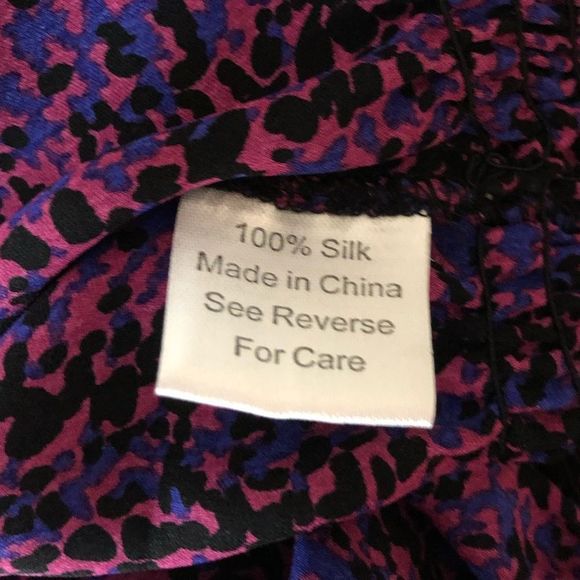 100% Silk
Made in China
See Reverse
For Care